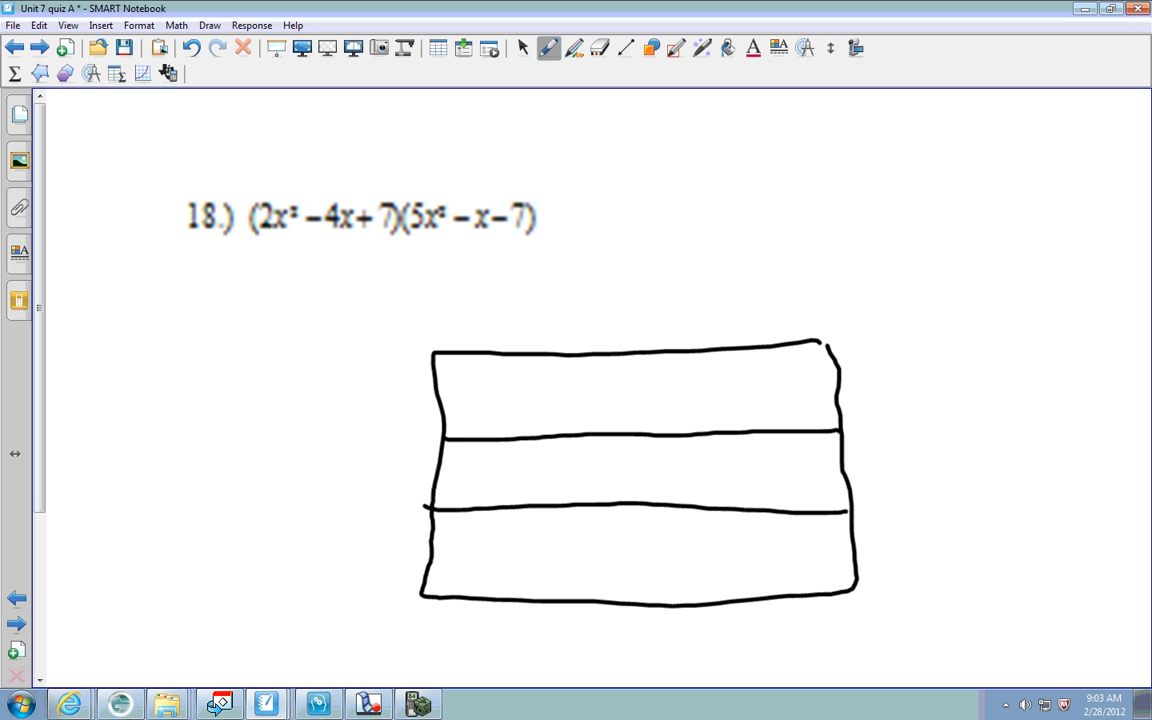 Unit 7 quiz A * - SMART Notebook
File Edit View Insert Format Math Draw Response Help
18.) (2x² – 4x + 7)(5x² – x – 7)
9:03 AM
2/28/2012